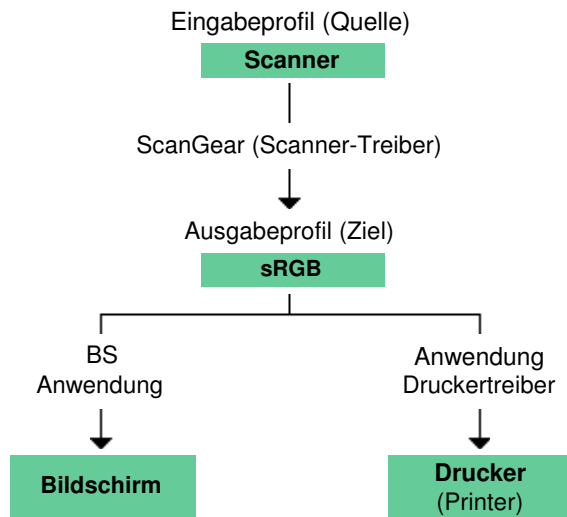 Eingabeprofil (Quelle)
Scanner
ScanGear (Scanner-Treiber)
Ausgabeprofil (Ziel)
sRGB
BS
Anwendung
Anwendung
Druckertreiber
Bildschirm
Drucker
(Printer)